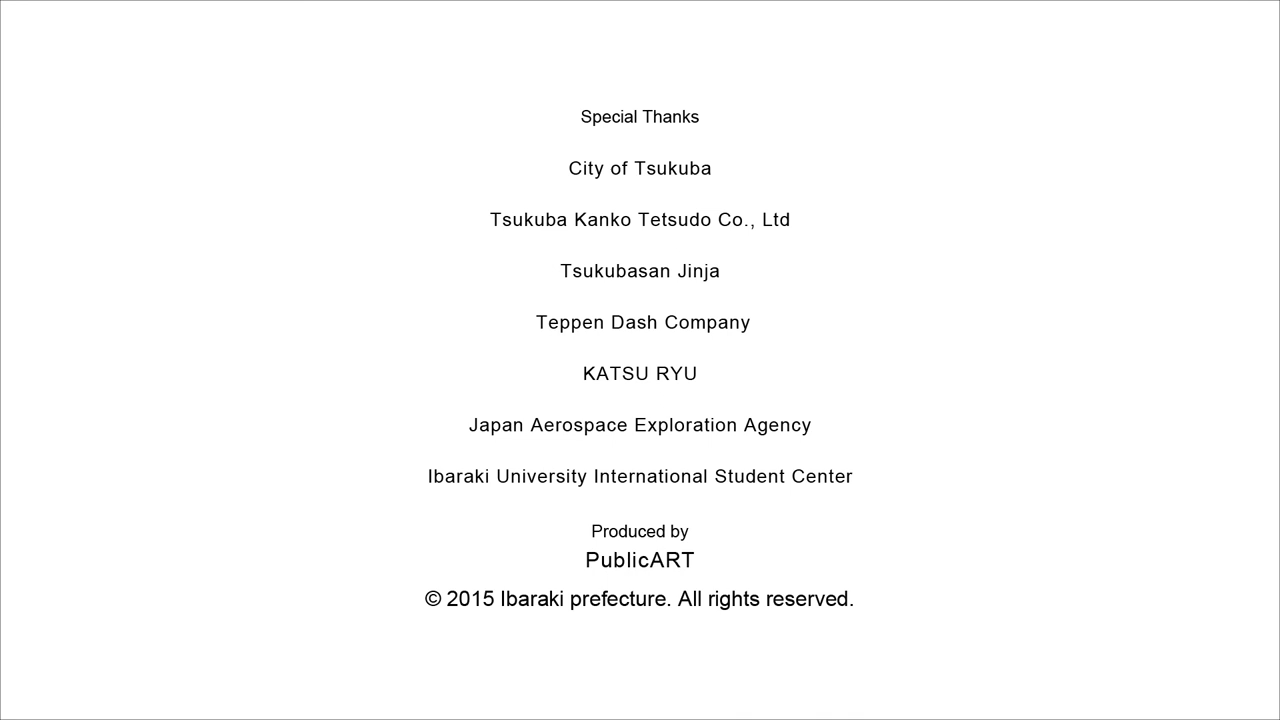 Special Thanks
City of Tsukuba
Tsukuba Kanko Tetsudo Co., Ltd
Tsukubasan Jinja
Teppen Dash Company
KATSU RYU
Japan Aerospace Exploration Agency
Ibaraki University International Student Center
Produced by
PublicART
© 2015 Ibaraki prefecture. All rights reserved.